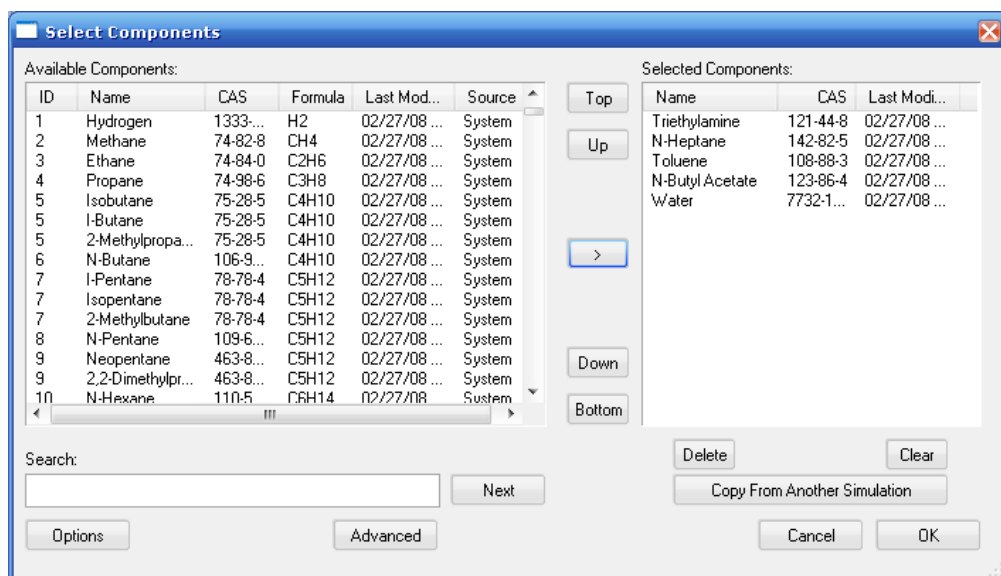 Select Components
Available Components:
ID Name CAS Formula Last Mod... Source
1 Hydrogen 1333-... H2 02/27/08 ... System
2 Methane 74-82-8 CH4 02/27/08 ... System
3 Ethane 74-84-0 C2H6 02/27/08 ... System
4 Propane 74-98-6 C3H8 02/27/08 ... System
5 Isobutane 75-28-5 C4H10 02/27/08 ... System
5 I-Butane 75-28-5 C4H10 02/27/08 ... System
5 2-Methylpropa... 75-28-5 C4H10 02/27/08 ... System
6 N-Butane 106-9... C4H10 02/27/08 ... System
7 I-Pentane 78-78-4 C5H12 02/27/08 ... System
7 Isopentane 78-78-4 C5H12 02/27/08 ... System
7 2-Methylbutane 78-78-4 C5H12 02/27/08 ... System
8 N-Pentane 109-6... C5H12 02/27/08 ... System
9 Neopentane 463-8... C5H12 02/27/08 ... System
9 2,2-Dimethylpr... 463-8... C5H12 02/27/08 ... System
10 N-Hexane 110-5 C6H14 02/27/08 System
Top
Up
>
Down
Bottom
Selected Components:
Name CAS Last Modi...
Triethylamine 121-44-8 02/27/08 ...
N-Heptane 142-82-5 02/27/08 ...
Toluene 108-88-3 02/27/08 ...
N-Butyl Acetate 123-86-4 02/27/08 ...
Water 7732-1... 02/27/08 ...
Search:
Next
Options
Advanced
Delete
Clear
Copy From Another Simulation
Cancel
OK